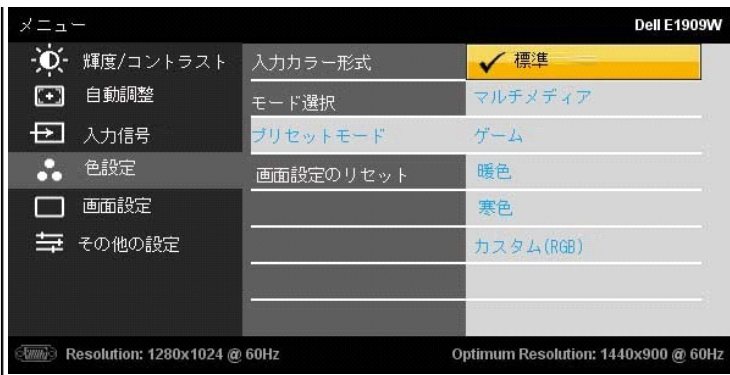 メニュー Dell E1909W
輝度/コントラスト 入力カラー形式 標準
自動調整 モード選択 マルチメディア
入力信号 プリセットモード ゲーム
色設定 画面設定のリセット 暖色
画面設定 寒色
その他の設定 カスタム(RGB)
Resolution: 1280x1024 @ 60Hz Optimum Resolution: 1440x900 @ 60Hz